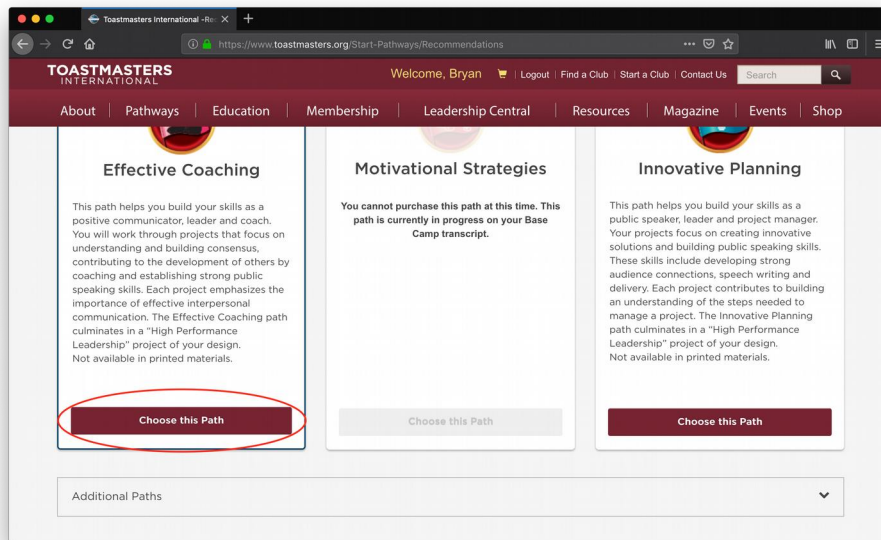 Toastmasters International -Rec
https://www.toastmasters.org/Start-Pathways/Recommendations
TOASTMASTERS
INTERNATIONAL
Welcome, Bryan | Logout | Find a Club | Start a Club | Contact Us
Search
About | Pathways | Education | Membership | Leadership Central | Resources | Magazine | Events | Shop
Effective Coaching
This path helps you build your skills as a
positive communicator, leader and coach.
You will work through projects that focus on
understanding and building consensus,
contributing to the development of others by
coaching and establishing strong public
speaking skills. Each project emphasizes the
importance of effective interpersonal
communication. The Effective Coaching path
culminates in a “High Performance
Leadership” project of your design.
Not available in printed materials.
Choose this Path
Motivational Strategies
You cannot purchase this path at this time. This
path is currently in progress on your Base
Camp transcript.
Choose this Path
Innovative Planning
This path helps you build your skills as a
public speaker, leader and project manager.
Your projects focus on creating innovative
solutions and building public speaking skills.
These skills include developing strong
audience connections, speech writing and
delivery. Each project contributes to building
an understanding of the steps needed to
manage a project. The Innovative Planning
path culminates in a “High Performance
Leadership” project of your design.
Not available in printed materials.
Choose this Path
Additional Paths